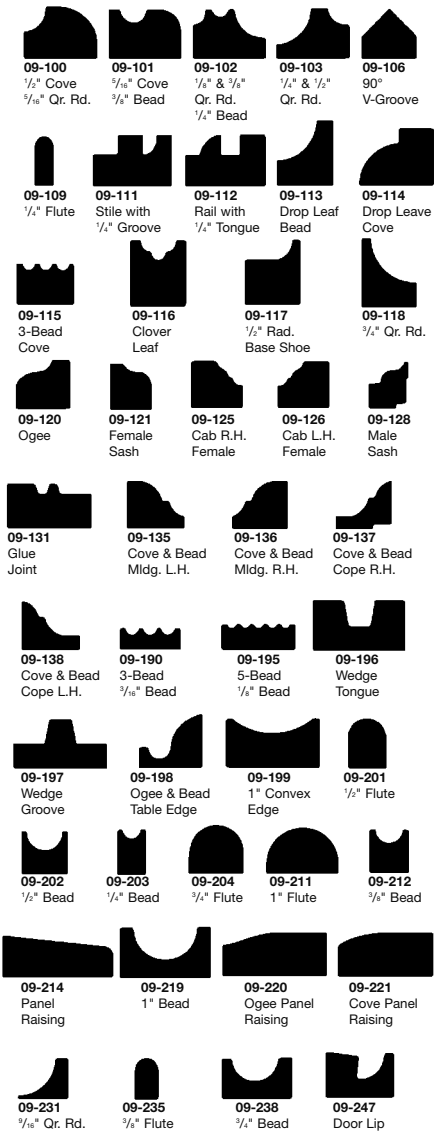 09-100 09-101 09-102 09-103 09-106
1/2" Cove 5/16" Cove 1/8" & 3/8" 1/4" & 1/2" 90°
5/16" Qr. Rd. 3/8" Bead Qr. Rd. Qr. Rd. V-Groove
1/4" Bead
09-109 09-111 09-112 09-113 09-114
1/4" Flute Stile with Rail with Drop Leaf Drop Leave
1/4" Groove 1/4" Tongue Bead Cove
09-115 09-116 09-117 09-118
3-Bead Clover 1/2" Rad. 3/4" Qr. Rd.
Cove Leaf Base Shoe
09-120 09-121 09-125 09-126 09-128
Ogee Female Cab R.H. Cab L.H. Male
Sash Female Female Sash
09-131 09-135 09-136 09-137
Glue Cove & Bead Cove & Bead Cove & Bead
Joint Mldg. L.H. Mldg. R.H. Cope R.H.
09-138 09-190 09-195 09-196
Cove & Bead 3-Bead 5-Bead Wedge
Cope L.H. 3/16" Bead 1/8" Bead Tongue
09-197 09-198 09-199 09-201
Wedge Ogee & Bead 1" Convex 1/2" Flute
Groove Table Edge Edge
09-202 09-203 09-204 09-211 09-212
1/2" Bead 1/4" Bead 3/4" Flute 1" Flute 3/8" Bead
09-214 09-219 09-220 09-221
Panel 1" Bead Ogee Panel Cove Panel
Raising Raising Raising
09-231 09-235 09-238 09-247
9/16" Qr. Rd. 3/8" Flute 3/4" Bead Door Lip